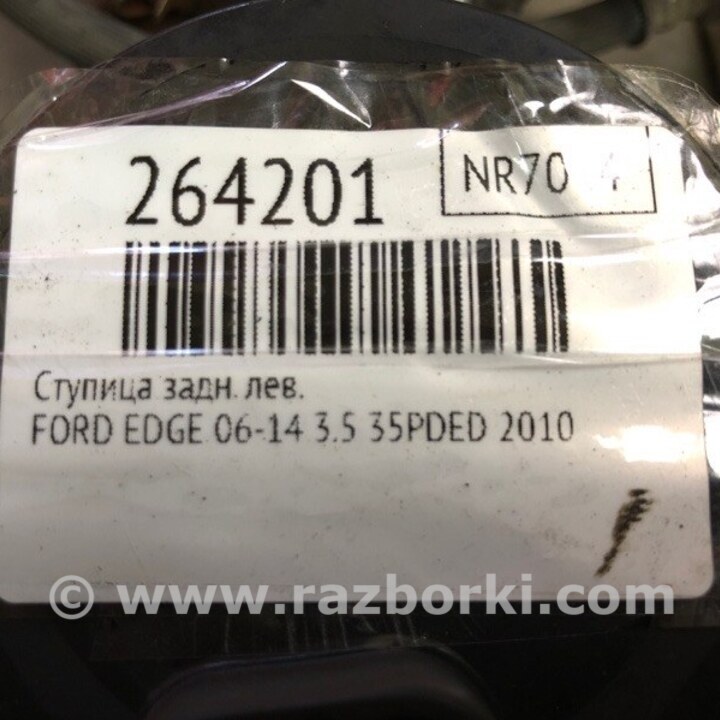 264201
NR70
Ступица задн. лев.
FORD EDGE 06-14 3.5 35PDED 2010
© www.razborki.com